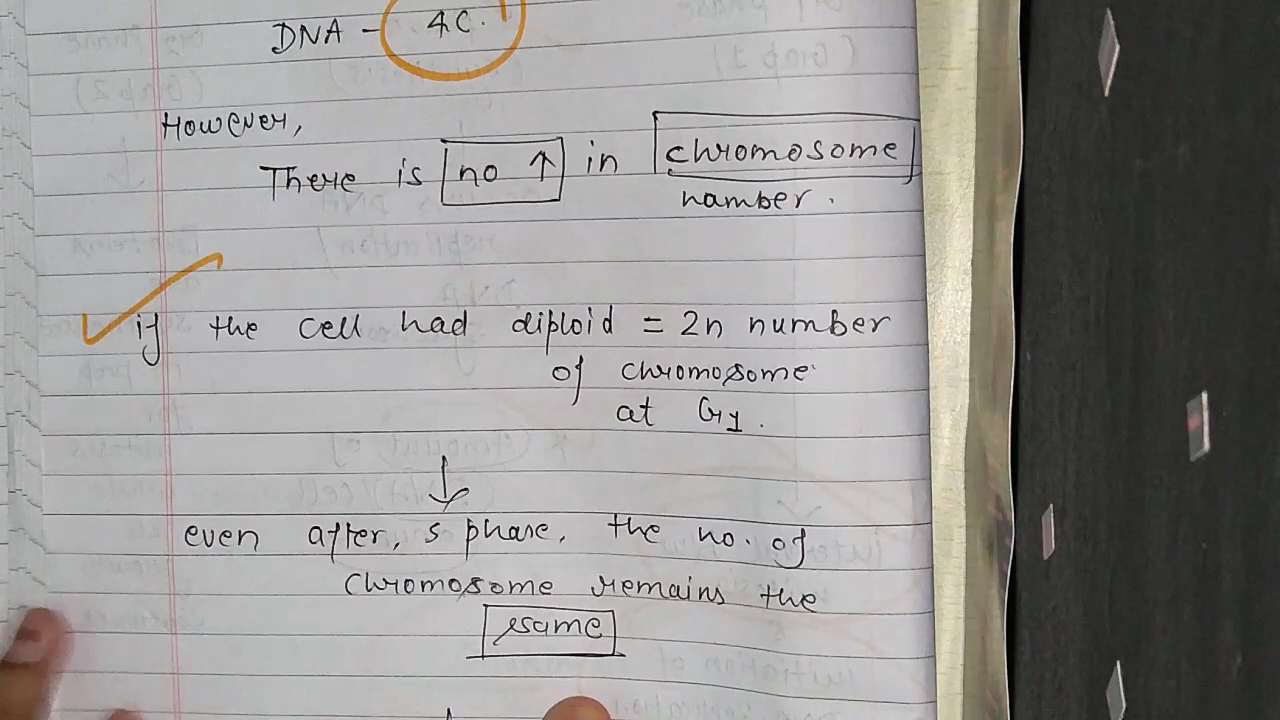 DNA - 4C.
However,
There is no ↑ in chromosome
number.
if the cell had diploid = 2n number
of chromosome
at G1.
↓
even after, s phase, the no. of
chromosome remains the
same